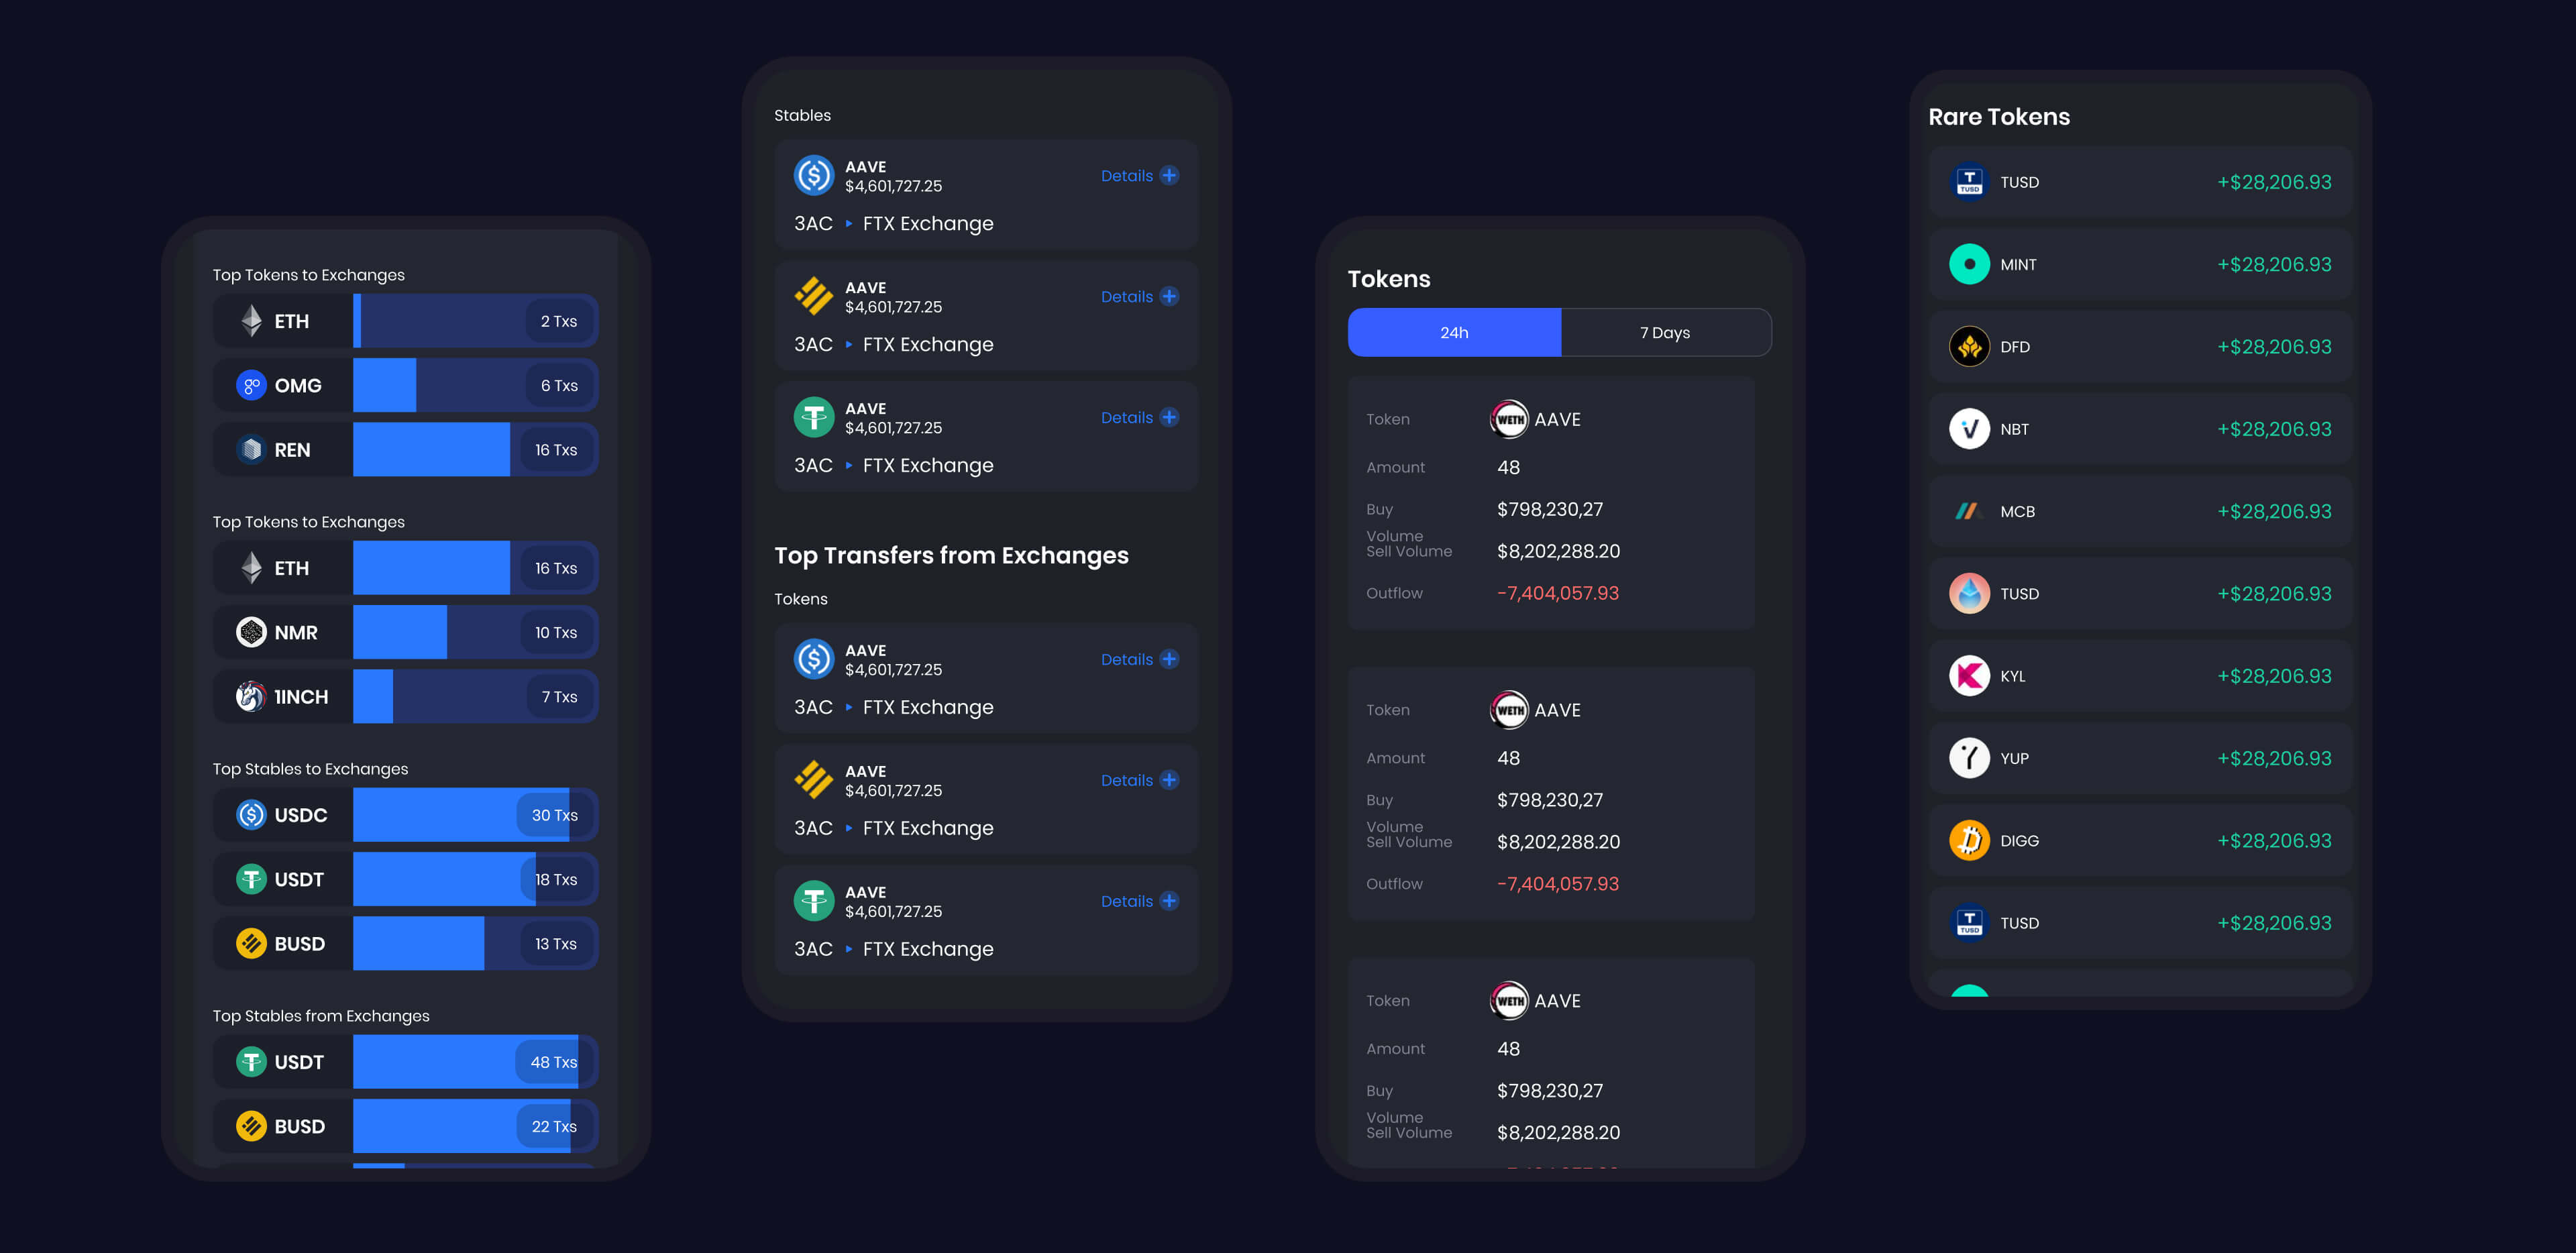 Top Tokens to Exchanges
ETH 2 Txs
OMG 6 Txs
REN 16 Txs
Top Tokens to Exchanges
ETH 16 Txs
NMR 10 Txs
1INCH 7 Txs
Top Stables to Exchanges
USDC 30 Txs
USDT 18 Txs
BUSD 13 Txs
Top Stables from Exchanges
USDT 48 Txs
BUSD 22 Txs
Stables
AAVE
$4,601,727.25
Details
3AC FTX Exchange
AAVE
$4,601,727.25
Details
3AC FTX Exchange
AAVE
$4,601,727.25
Details
3AC FTX Exchange
Top Transfers from Exchanges
Tokens
AAVE
$4,601,727.25
Details
3AC FTX Exchange
AAVE
$4,601,727.25
Details
3AC FTX Exchange
AAVE
$4,601,727.25
Details
3AC FTX Exchange
Tokens
24h 7 Days
Token WETH AAVE
Amount 48
Buy $798,230,27
Volume
Sell Volume $8,202,288.20
Outflow -7,404,057.93
Token WETH AAVE
Amount 48
Buy $798,230,27
Volume
Sell Volume $8,202,288.20
Outflow -7,404,057.93
Token WETH AAVE
Amount 48
Buy $798,230,27
Volume
Sell Volume $8,202,288.20
Rare Tokens
T TUSD TUSD +$28,206.93
MINT +$28,206.93
DFD +$28,206.93
NBT +$28,206.93
MCB +$28,206.93
TUSD +$28,206.93
KYL +$28,206.93
YUP +$28,206.93
DIGG +$28,206.93
T TUSD TUSD +$28,206.93